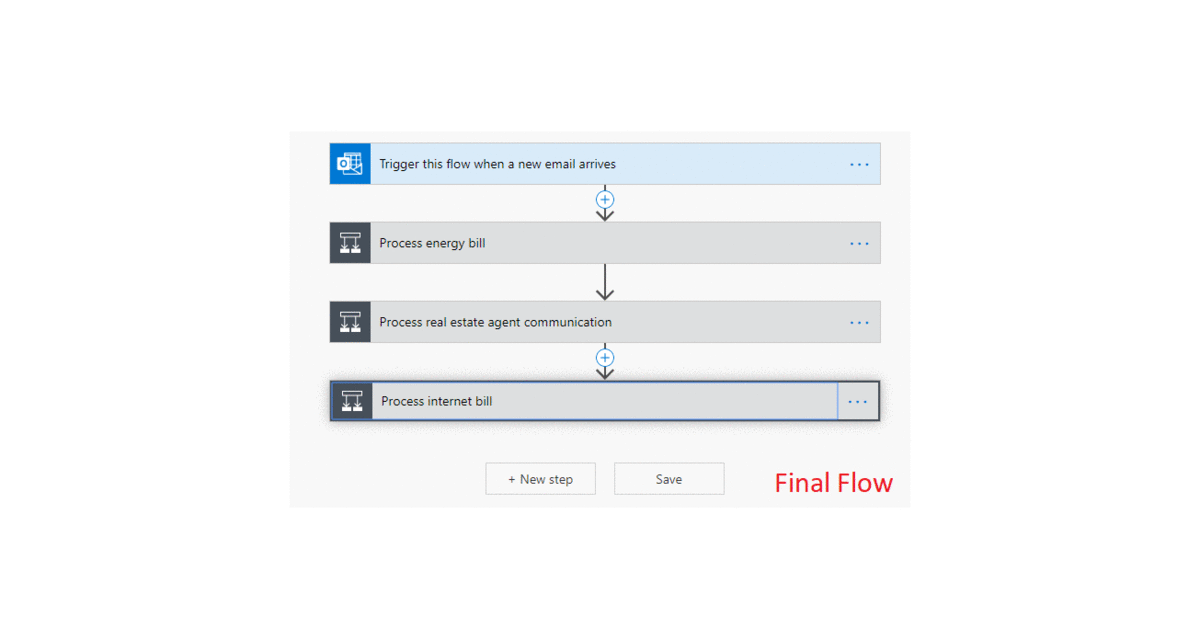 Trigger this flow when a new email arrives
Process energy bill
Process real estate agent communication
Process internet bill
+ New step
Save
Final Flow